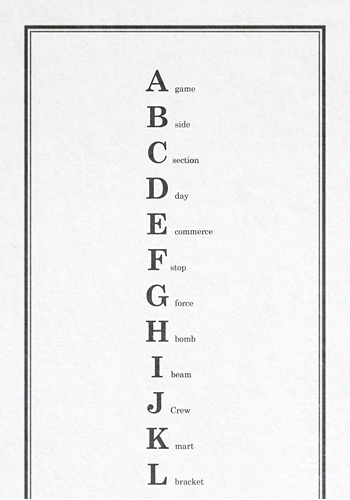 A game
B side
C section
D day
E commerce
F stop
G force
H bomb
I beam
J Crew
K mart
L bracket